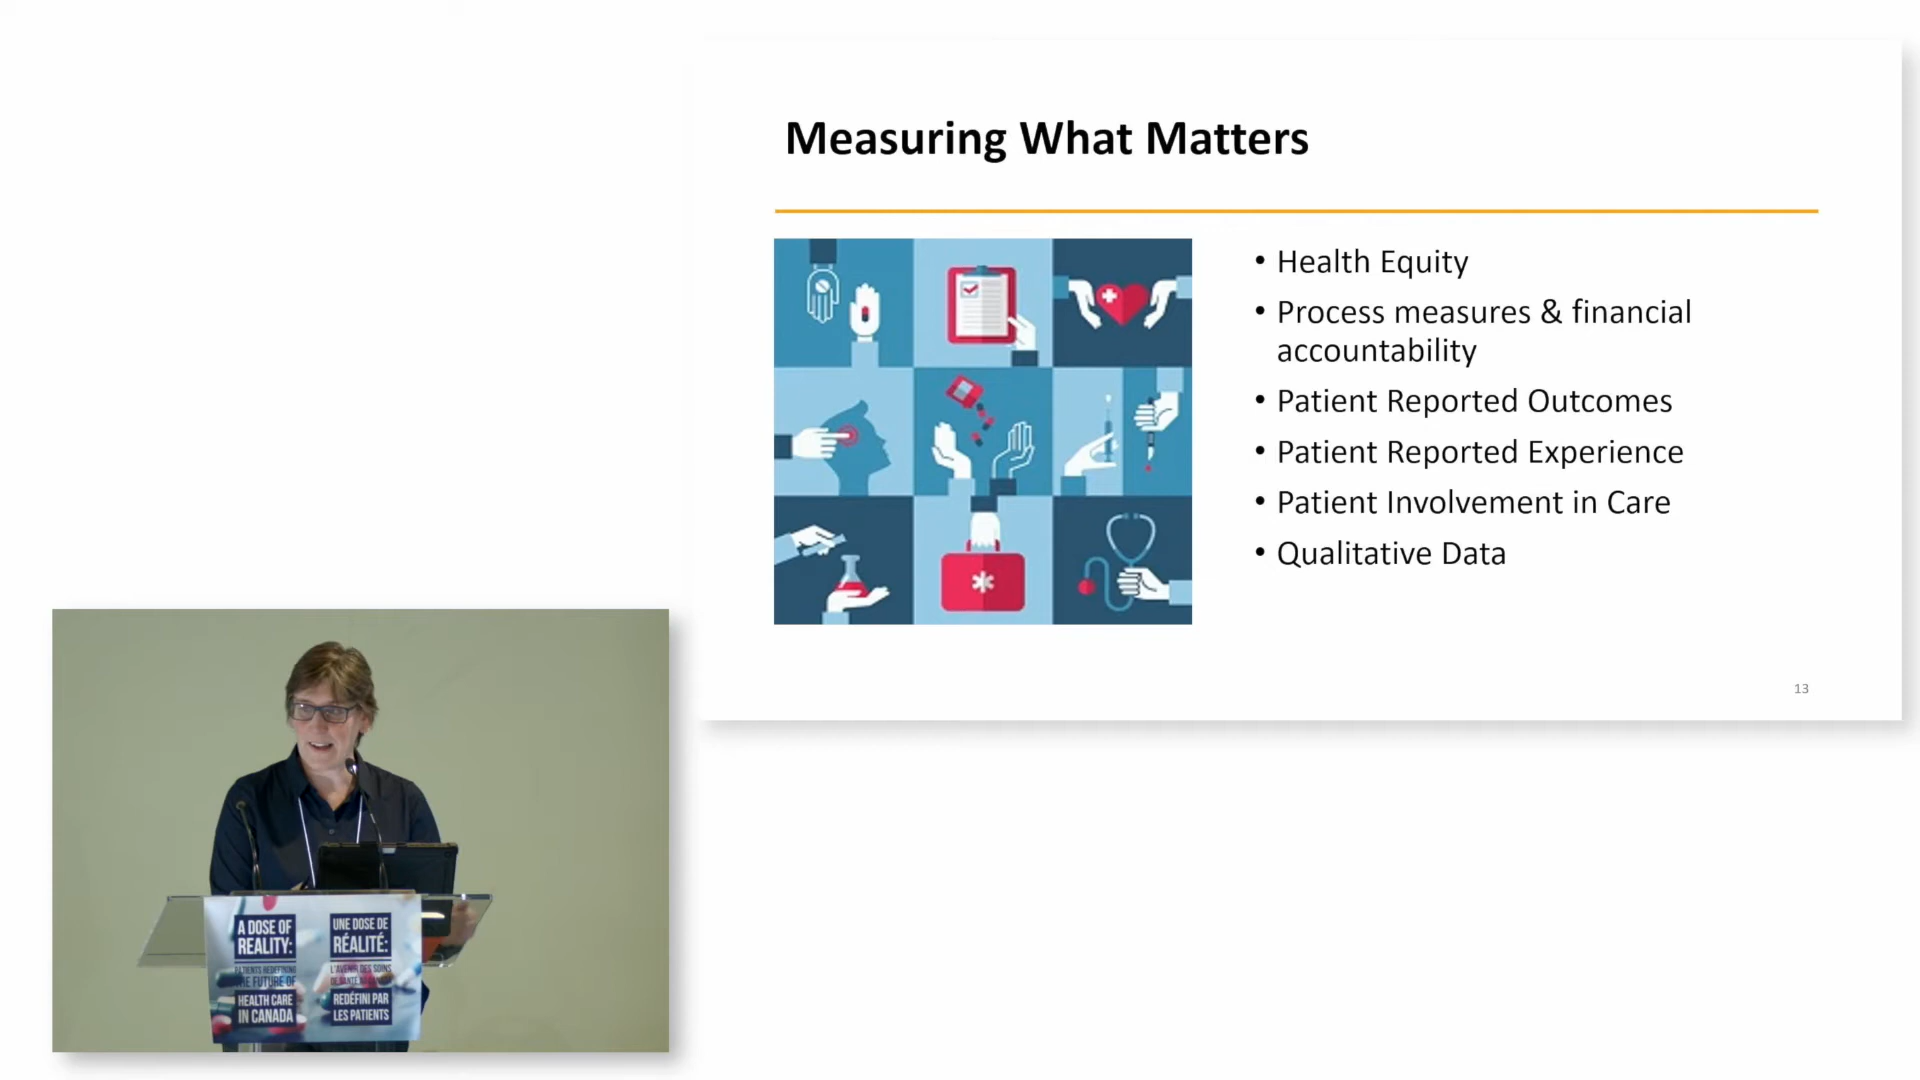 Measuring What Matters
• Health Equity
• Process measures & financial
accountability
• Patient Reported Outcomes
• Patient Reported Experience
• Patient Involvement in Care
• Qualitative Data
13
A DOSE OF
REALITY:
PATIENTS REDEFINING
THE FUTURE OF
HEALTH CARE
IN CANADA
UNE DOSE DE
RÉALITÉ:
L'AVENIR DES SOINS
REDÉFINI PAR
LES PATIENTS